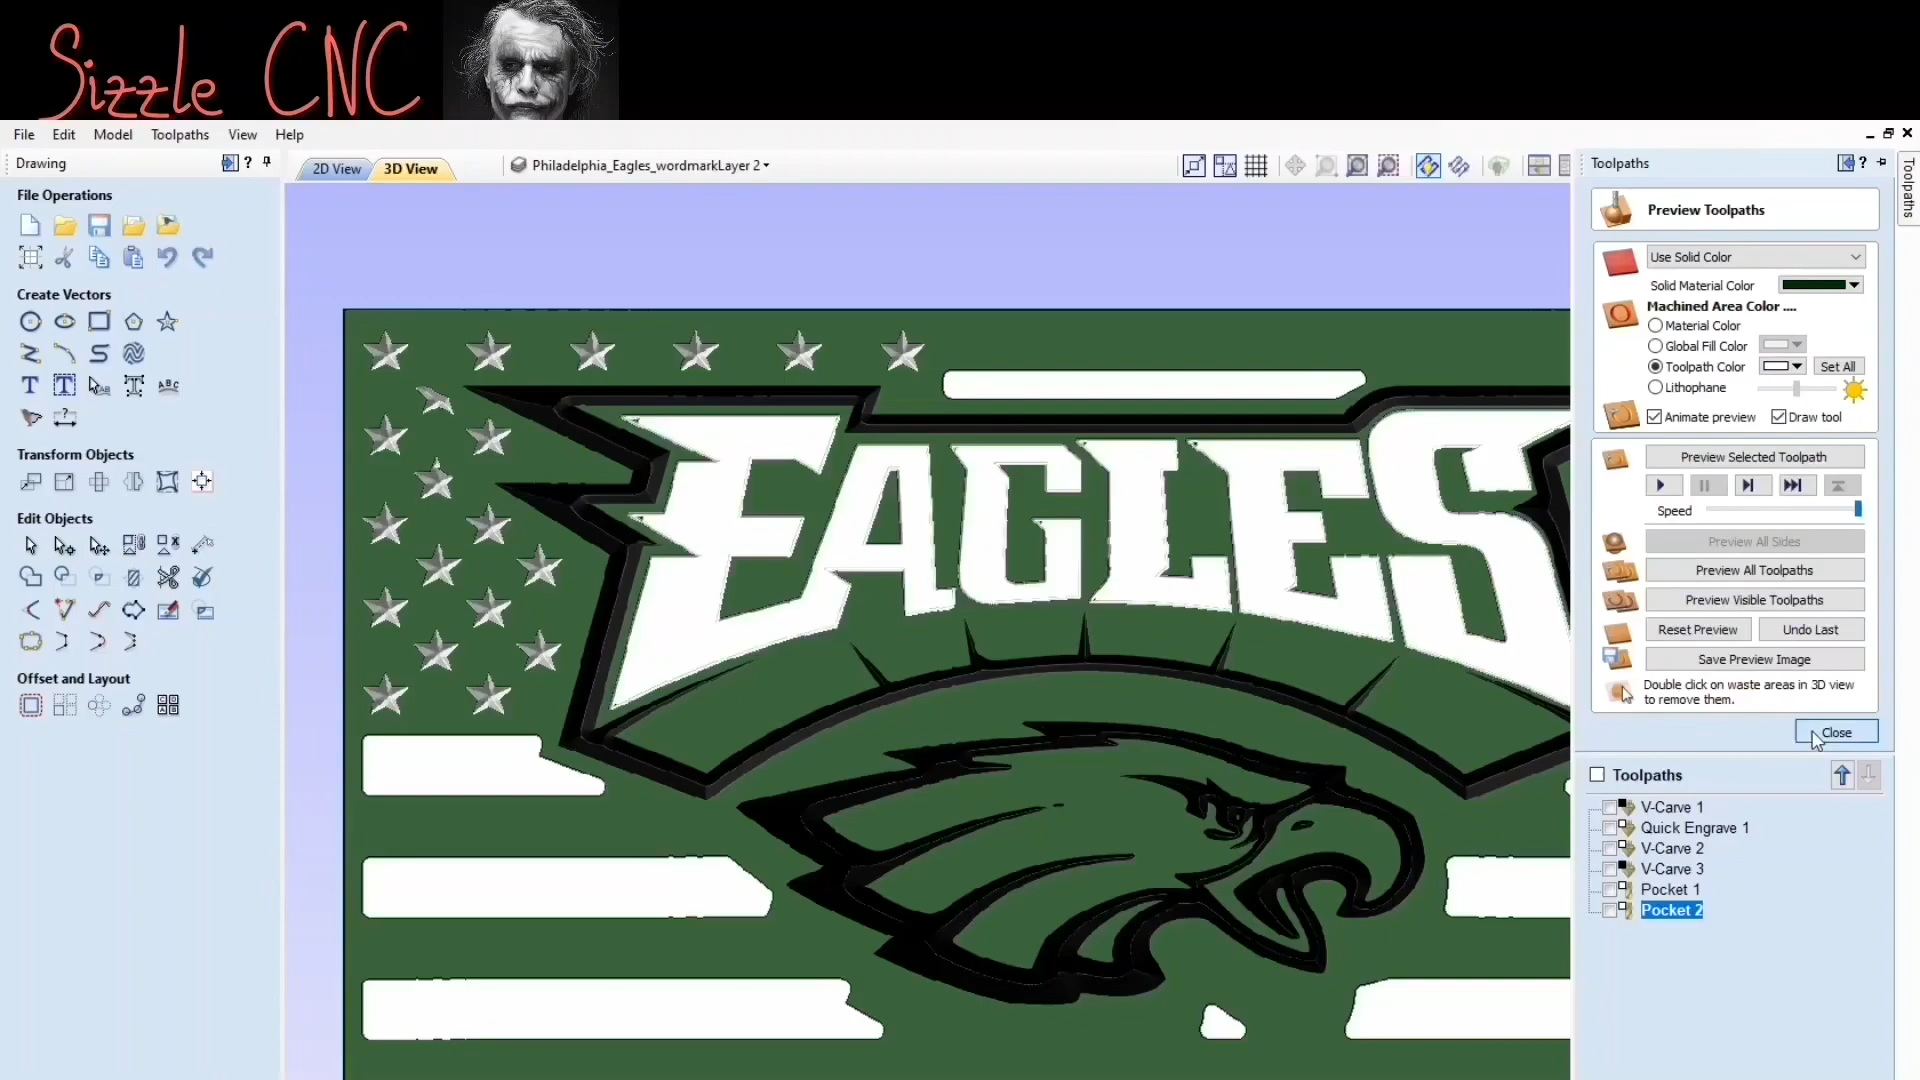 Sizzle CNC
File Edit Model Toolpaths View Help
Drawing
File Operations
Create Vectors
Transform Objects
Edit Objects
Offset and Layout
2D View 3D View Philadelphia_Eagles_wordmarkLayer 2
EAGLES
Toolpaths
Toolpaths
Preview Toolpaths
Use Solid Color
Solid Material Color
Machined Area Color ....
Material Color
Global Fill Color
Toolpath Color Set All
Lithophane
Animate preview Draw tool
Preview Selected Toolpath
Speed
Preview All Sides
Preview All Toolpaths
Preview Visible Toolpaths
Reset Preview Undo Last
Save Preview Image
Double click on waste areas in 3D view
to remove them.
Close
Toolpaths
V-Carve 1
Quick Engrave 1
V-Carve 2
V-Carve 3
Pocket 1
Pocket 2